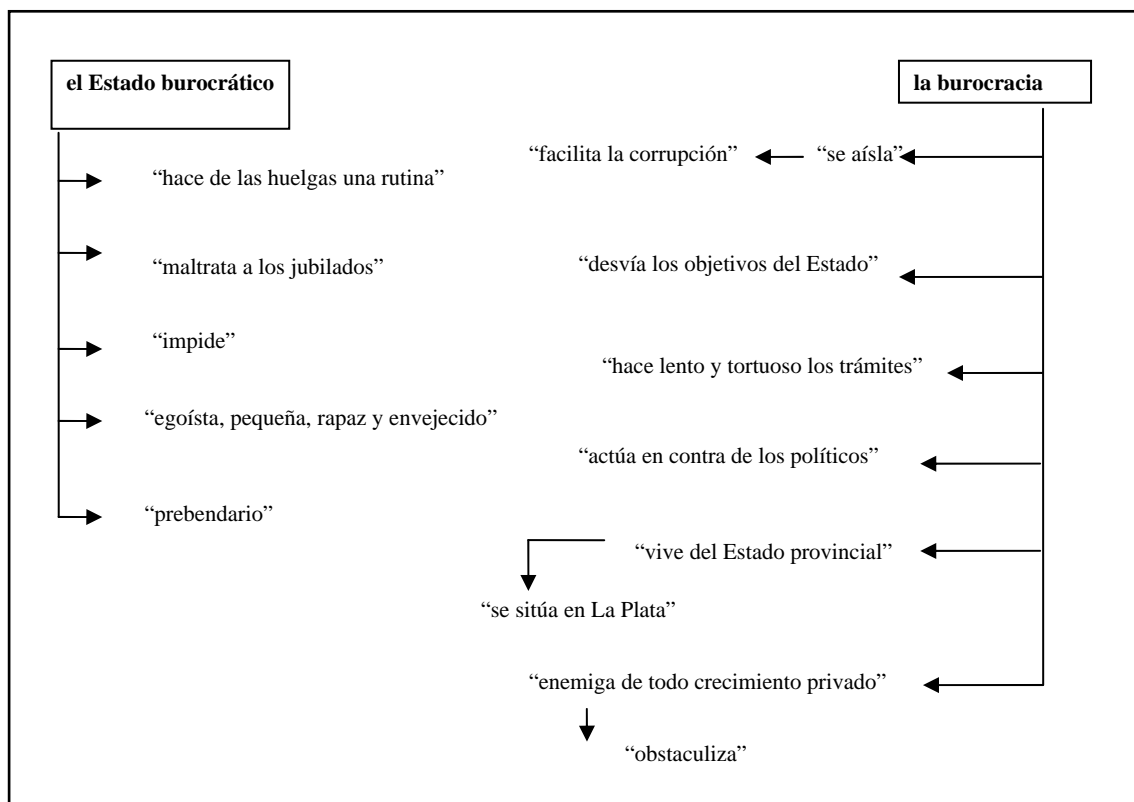 el Estado burocrático
“hace de las huelgas una rutina”
“maltrata a los jubilados”
“impide”
“egoísta, pequeña, rapaz y envejecido”
“prebendario”
la burocracia
“facilita la corrupción”
“se aísla”
“desvía los objetivos del Estado”
“hace lento y tortuoso los trámites”
“actúa en contra de los políticos”
“vive del Estado provincial”
“se sitúa en La Plata”
“enemiga de todo crecimiento privado”
“obstaculiza”